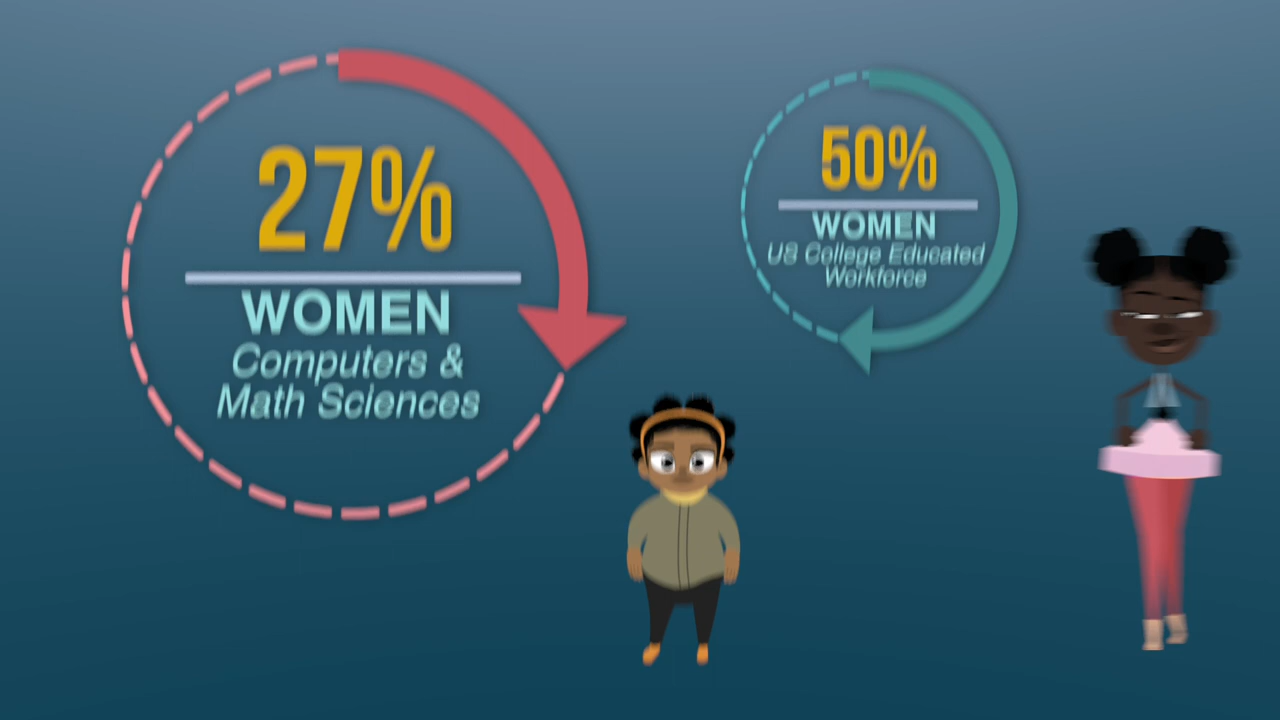 27%
WOMEN
Computers &
Math Sciences
50%
WOMEN
US College Educated
Workforce